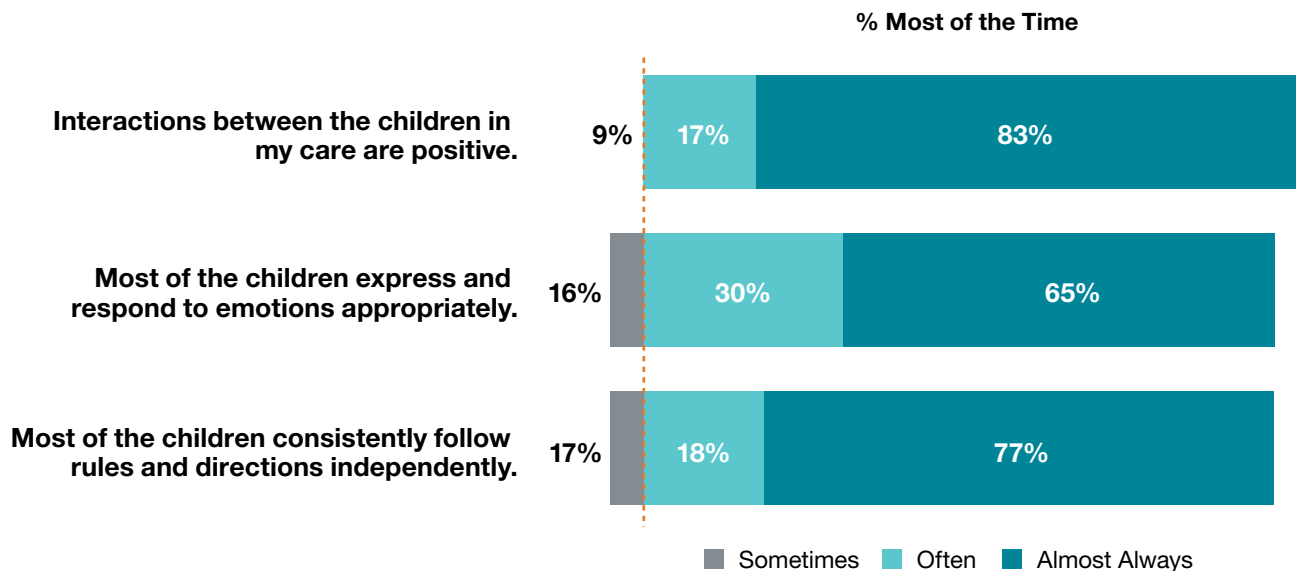 % Most of the Time
Interactions between the children in
my care are positive.
9%
17%
83%
Most of the children express and
respond to emotions appropriately.
16%
30%
65%
Most of the children consistently follow
rules and directions independently.
17%
18%
77%
Sometimes
Often
Almost Always